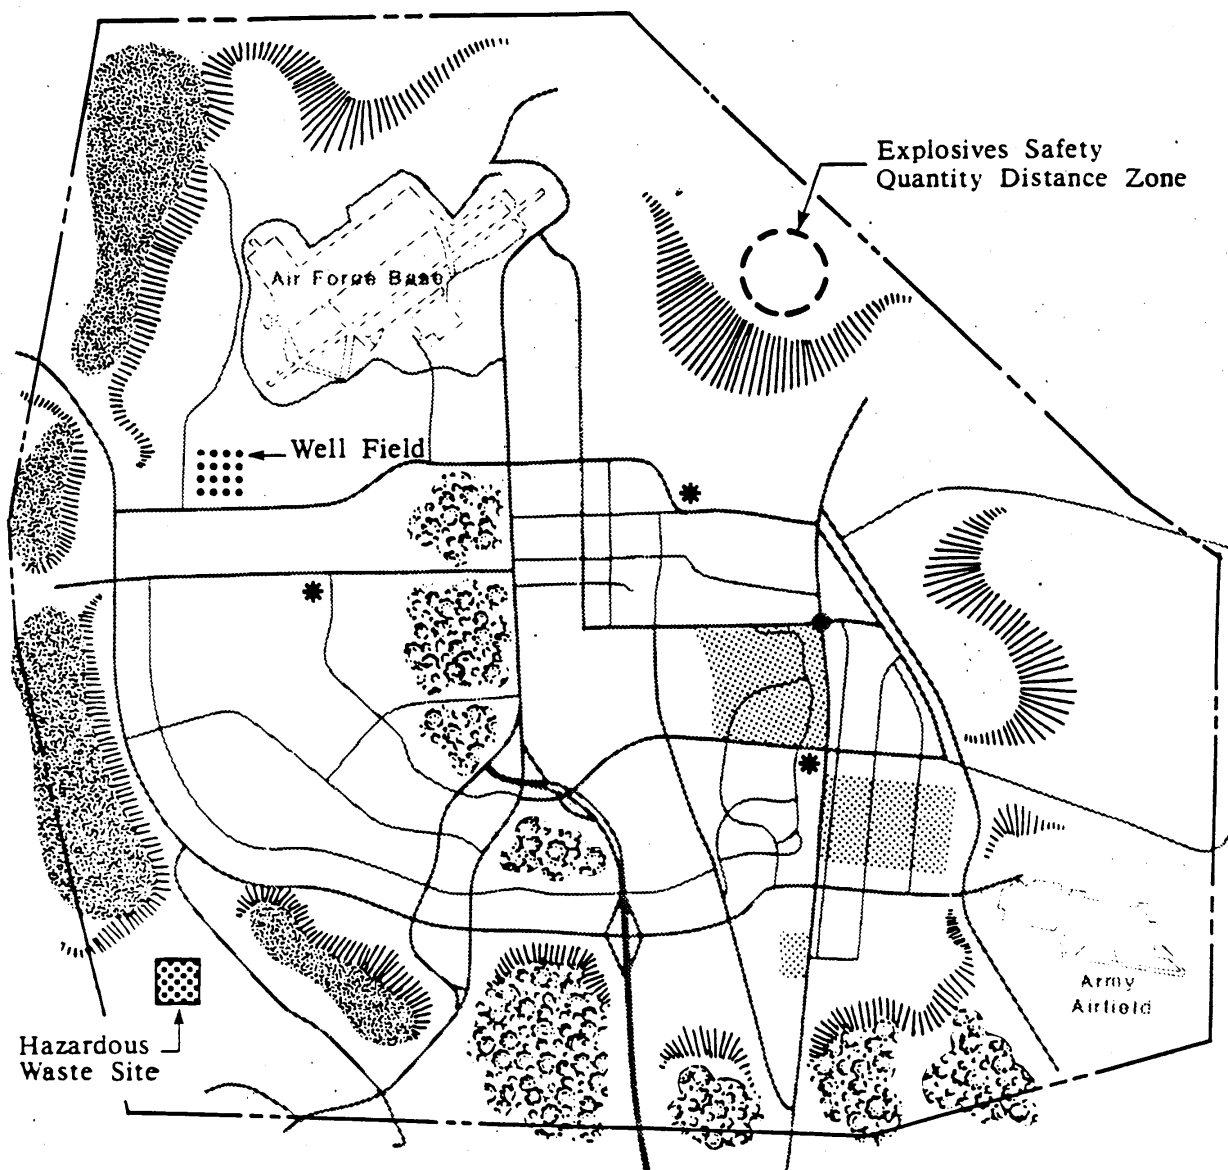 Explosives Safety
Quantity Distance Zone
Air Force Base
Well Field
Army
Airfield
Hazardous
Waste Site